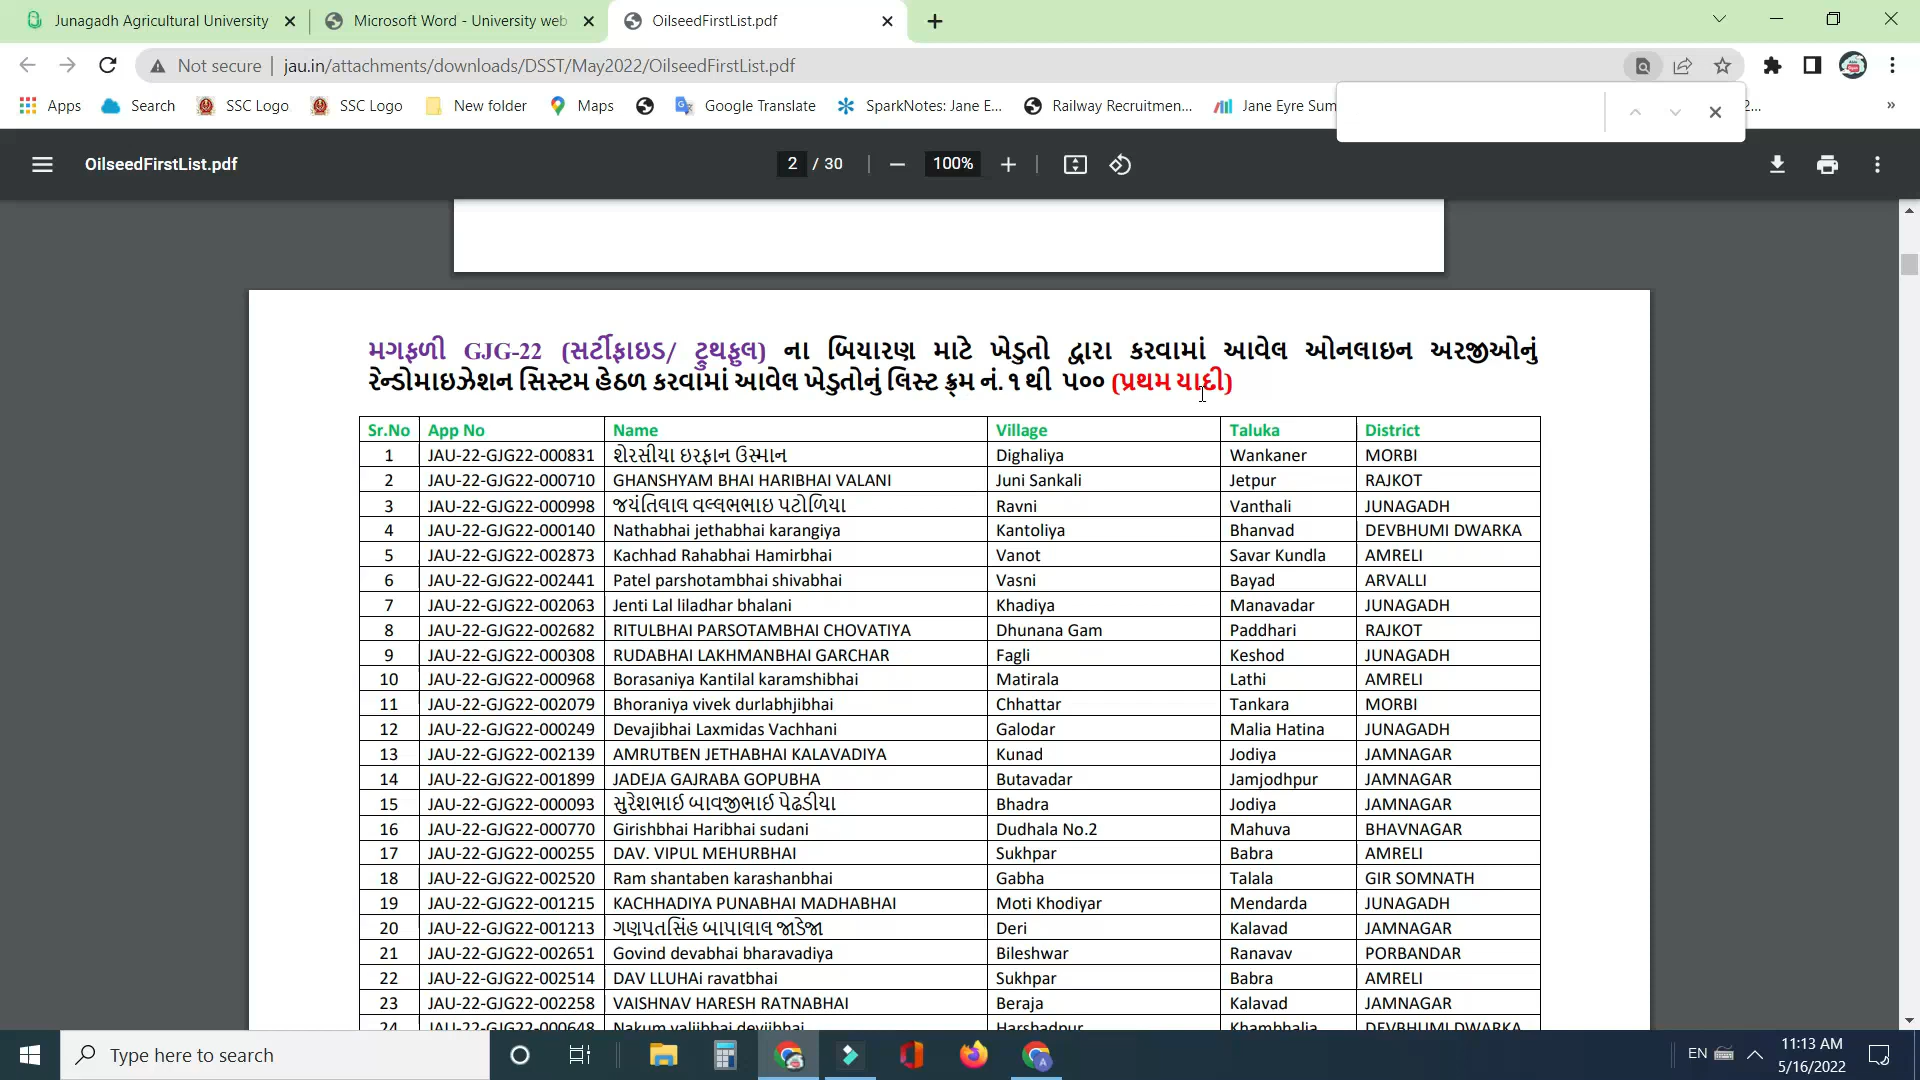 Junagadh Agricultural University
Microsoft Word - University web
OilseedFirstList.pdf
Not secure | jau.in/attachments/downloads/DSST/May2022/OilseedFirstList.pdf
Apps Search SSC Logo SSC Logo New folder Maps Google Translate SparkNotes: Jane E... Railway Recruitmen... Jane Eyre Sum 2... »
OilseedFirstList.pdf 2 / 30 100%
મગફળી GJG-22 (સર્ટીફાઇડ/ ટ્રુથફુલ) ના બિયારણ માટે ખેડુતો દ્વારા કરવામાં આવેલ ઓનલાઇન અરજીઓનું
રેન્ડોમાઇઝેશન સિસ્ટમ હેઠળ કરવામાં આવેલ ખેડુતોનું લિસ્ટ ક્ર્મ નં. ૧ થી ૫૦૦ (પ્રથમ યાદી)
Sr.No App No Name Village Taluka District
1 JAU-22-GJG22-000831 શેરસીયા ઇરફાન ઉસ્માન Dighaliya Wankaner MORBI
2 JAU-22-GJG22-000710 GHANSHYAM BHAI HARIBHAI VALANI Juni Sankali Jetpur RAJKOT
3 JAU-22-GJG22-000998 જયંતિલાલ વલ્લભભાઇ પટોળિયા Ravni Vanthali JUNAGADH
4 JAU-22-GJG22-000140 Nathabhai jethabhai karangiya Kantoliya Bhanvad DEVBHUMI DWARKA
5 JAU-22-GJG22-002873 Kachhad Rahabhai Hamirbhai Vanot Savar Kundla AMRELI
6 JAU-22-GJG22-002441 Patel parshotambhai shivabhai Vasni Bayad ARVALLI
7 JAU-22-GJG22-002063 Jenti Lal liladhar bhalani Khadiya Manavadar JUNAGADH
8 JAU-22-GJG22-002682 RITULBHAI PARSOTAMBHAI CHOVATIYA Dhunana Gam Paddhari RAJKOT
9 JAU-22-GJG22-000308 RUDABHAI LAKHMANBHAI GARCHAR Fagli Keshod JUNAGADH
10 JAU-22-GJG22-000968 Borasaniya Kantilal karamshibhai Matirala Lathi AMRELI
11 JAU-22-GJG22-002079 Bhoraniya vivek durlabhjibhai Chhattar Tankara MORBI
12 JAU-22-GJG22-000249 Devajibhai Laxmidas Vachhani Galodar Malia Hatina JUNAGADH
13 JAU-22-GJG22-002139 AMRUTBEN JETHABHAI KALAVADIYA Kunad Jodiya JAMNAGAR
14 JAU-22-GJG22-001899 JADEJA GAJRABA GOPUBHA Butavadar Jamjodhpur JAMNAGAR
15 JAU-22-GJG22-000093 સુરેશભાઈ બાવજીભાઈ પેઢડીયા Bhadra Jodiya JAMNAGAR
16 JAU-22-GJG22-000770 Girishbhai Haribhai sudani Dudhala No.2 Mahuva BHAVNAGAR
17 JAU-22-GJG22-000255 DAV. VIPUL MEHURBHAI Sukhpar Babra AMRELI
18 JAU-22-GJG22-002520 Ram shantaben karashanbhai Gabha Talala GIR SOMNATH
19 JAU-22-GJG22-001215 KACHHADIYA PUNABHAI MADHABHAI Moti Khodiyar Mendarda JUNAGADH
20 JAU-22-GJG22-001213 ગણપતસિંહ બાપાલાલ જાડેજા Deri Kalavad JAMNAGAR
21 JAU-22-GJG22-002651 Govind devabhai bharavadiya Bileshwar Ranavav PORBANDAR
22 JAU-22-GJG22-002514 DAV LLUHAi ravatbhai Sukhpar Babra AMRELI
23 JAU-22-GJG22-002258 VAISHNAV HARESH RATNABHAI Beraja Kalavad JAMNAGAR
24 JAU-22-GJG22-000648 Nakum valjibhai devjibhai Harshadpur Khambhalia DEVBHUMI DWARKA
Type here to search
EN
11:13 AM
5/16/2022